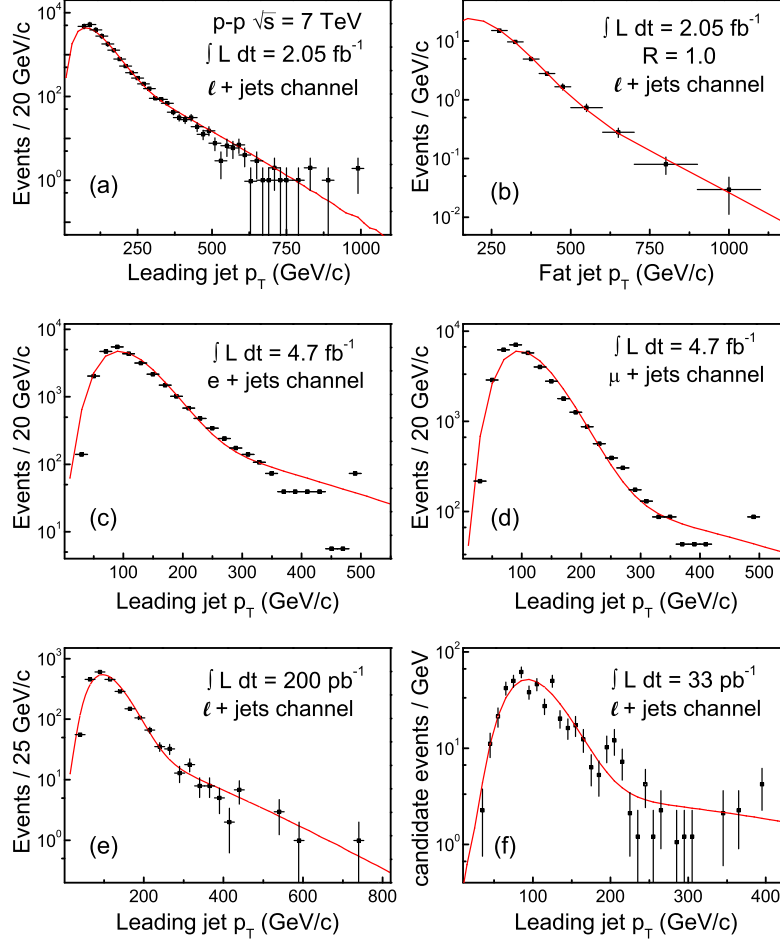 10⁵
10⁴
10³
10²
10¹
10⁰
Events / 20 GeV/c
p-p √s = 7 TeV
∫ L dt = 2.05 fb⁻¹
ℓ + jets channel
(a)
250 500 750 1000
Leading jet p_T (GeV/c)
10¹
10⁰
10⁻¹
10⁻²
Events / GeV/c
∫ L dt = 2.05 fb⁻¹
R = 1.0
ℓ + jets channel
(b)
250 500 750 1000
Fat jet p_T (GeV/c)
10⁴
10³
10²
10¹
Events / 20 GeV/c
∫ L dt = 4.7 fb⁻¹
e + jets channel
(c)
100 200 300 400 500
Leading jet p_T (GeV/c)
10⁴
10³
10²
Events / 20 GeV/c
∫ L dt = 4.7 fb⁻¹
μ + jets channel
(d)
100 200 300 400 500
Leading jet p_T (GeV/c)
10³
10²
10¹
10⁰
Events / 25 GeV/c
∫ L dt = 200 pb⁻¹
ℓ + jets channel
(e)
200 400 600 800
Leading jet p_T (GeV/c)
10²
10¹
10⁰
candidate events / GeV
∫ L dt = 33 pb⁻¹
ℓ + jets channel
(f)
0 100 200 300 400
Leading jet p_T (GeV/c)